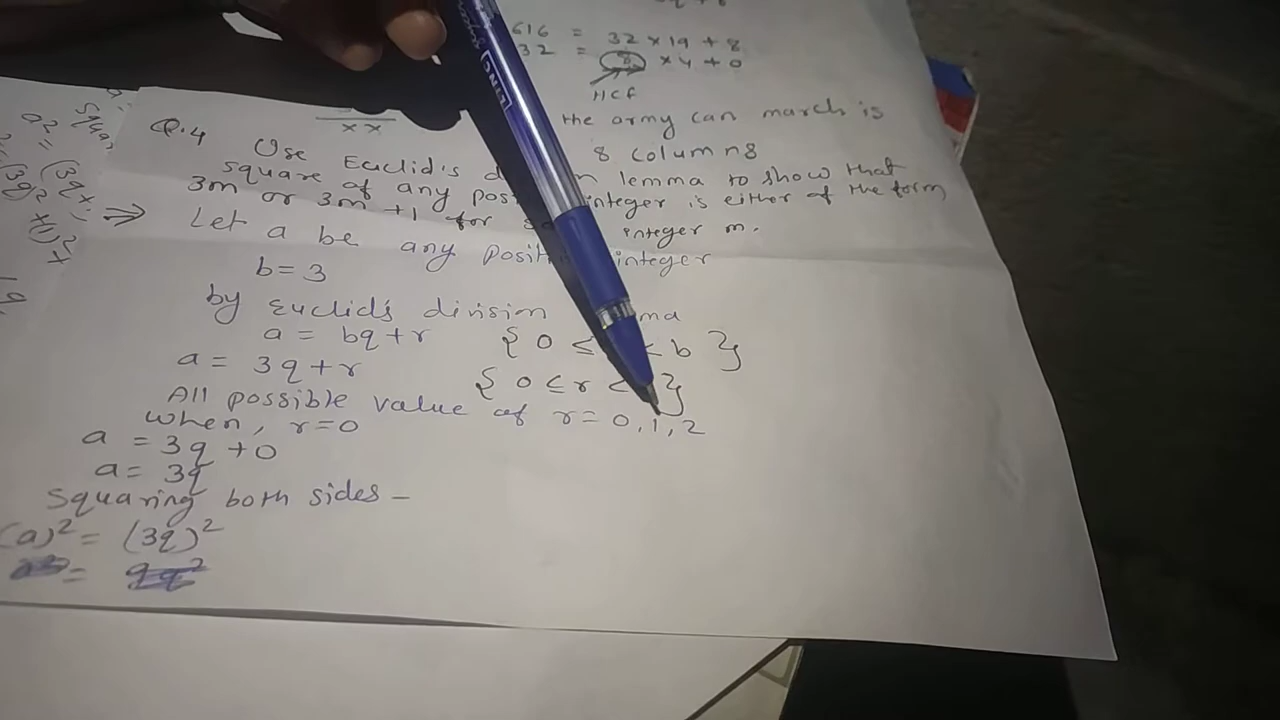 616 = 32 × 19 + 8
32 = 8 × 4 + 0
HCF
the army can march is
8 columns
x x
Q.4 Use Euclid's lemma to show that
square of any integer is either of the form
3m or 3m +1 for integer m.
⇒ Let a be any integer
b = 3
by Euclid's division
a = bq + r { 0 ≤ < b }
a = 3q + r { 0 ≤ r < }
All possible value of r = 0, 1, 2
when, r = 0
a = 3q + 0
a = 3q
Squaring both sides –
(a)² = (3q)²
= 9q²
LINC